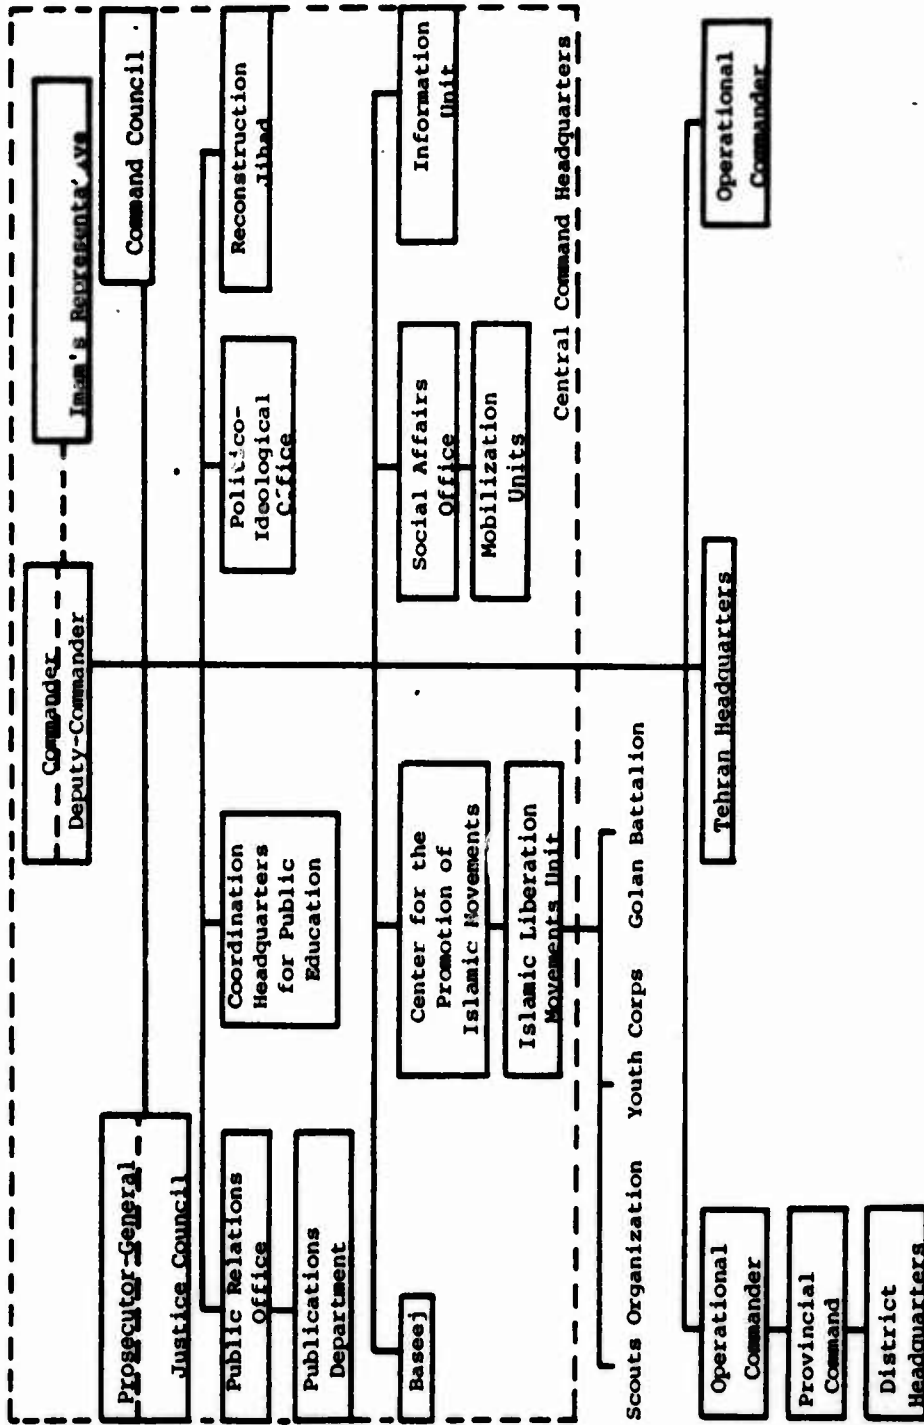 Commander
Deputy-Commander
Imam's
Prosecutor-General
Justice Council
Command Council
Public Relations
Office
Publications
Department
Coordination
Headquarters
for Public
Education
Politico-
Ideological
Reconstruction
Jihad
Baseej
Center for the
Promotion of
Islamic Movements
Islamic Liberation
Movements Unit
Social Affairs
Office
Mobilization
Units
Information
Unit
Central Command Headquarters
Scouts Organization Youth Corps Golan Battalion
Operational
Commander
Provincial
Command
District
Headquarters
Tehran Headquarters
Operational
Commander